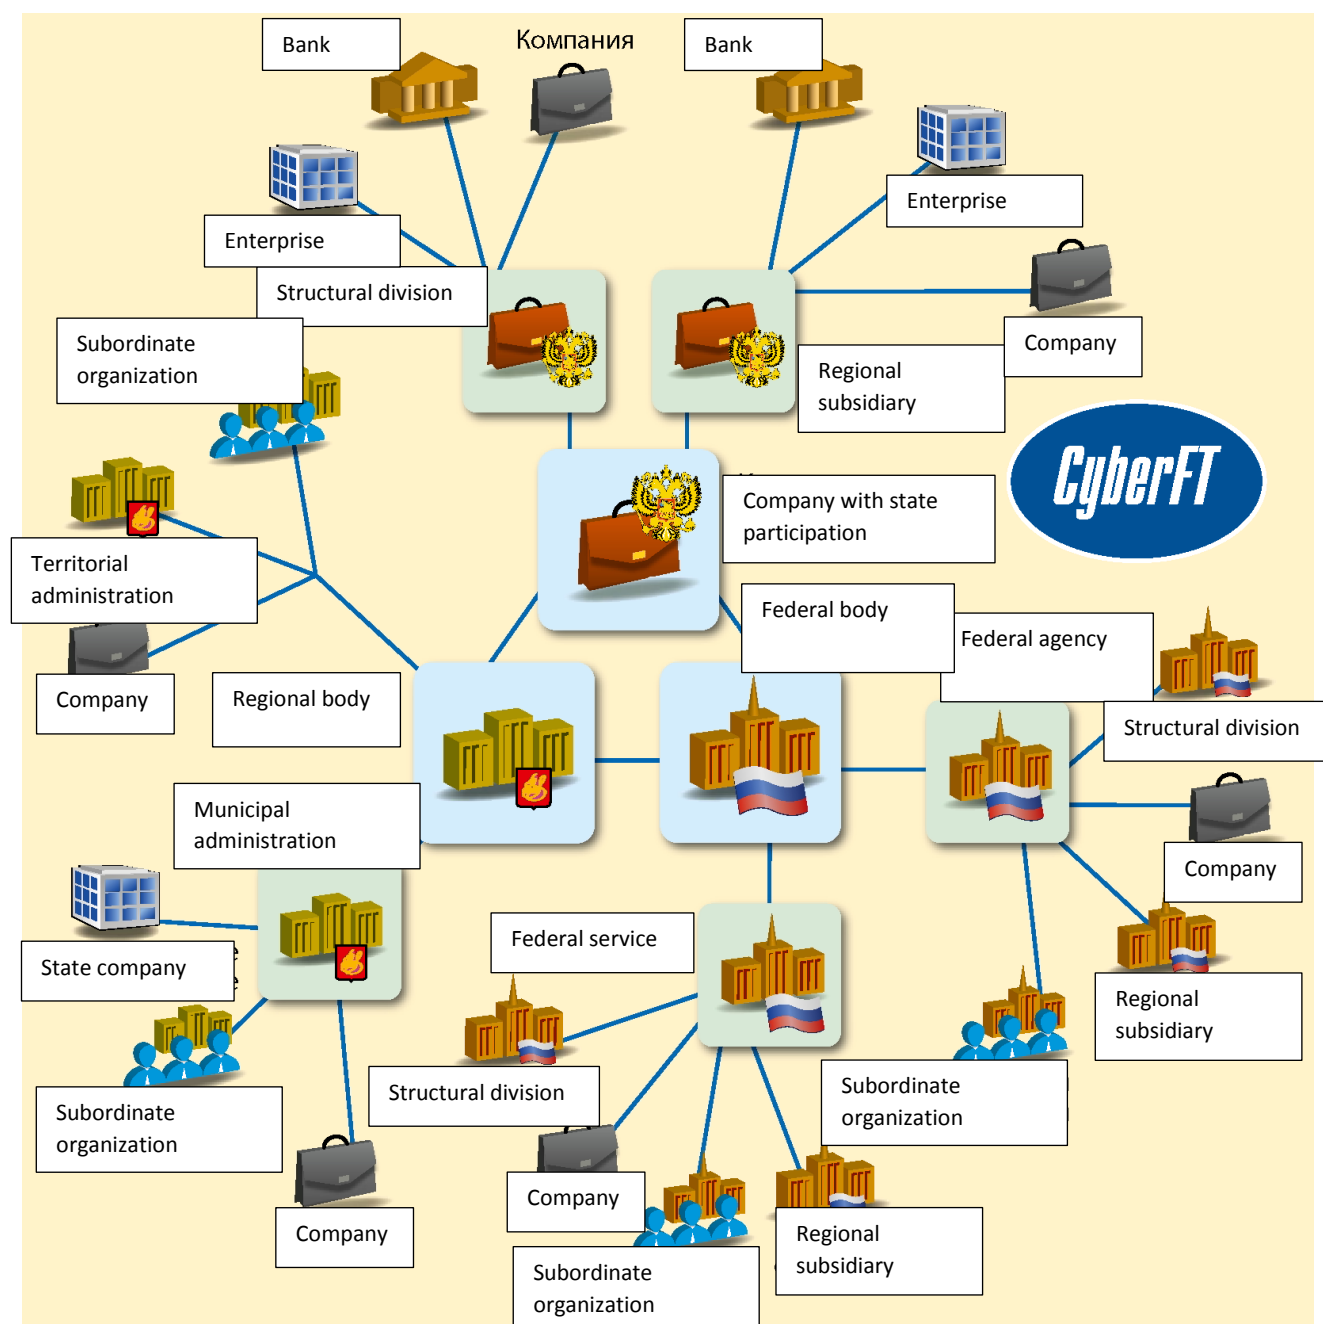 Bank
Компания
Bank
Enterprise
Enterprise
Structural division
Subordinate
organization
Company
Regional
subsidiary
CyberFT
Company with state
participation
Territorial
administration
Federal body
Federal agency
Company
Regional body
Structural division
Municipal
administration
Company
State company
Federal service
Regional
subsidiary
Structural division
Subordinate
organization
Subordinate
organization
Company
Company
Regional
subsidiary
Subordinate
organization